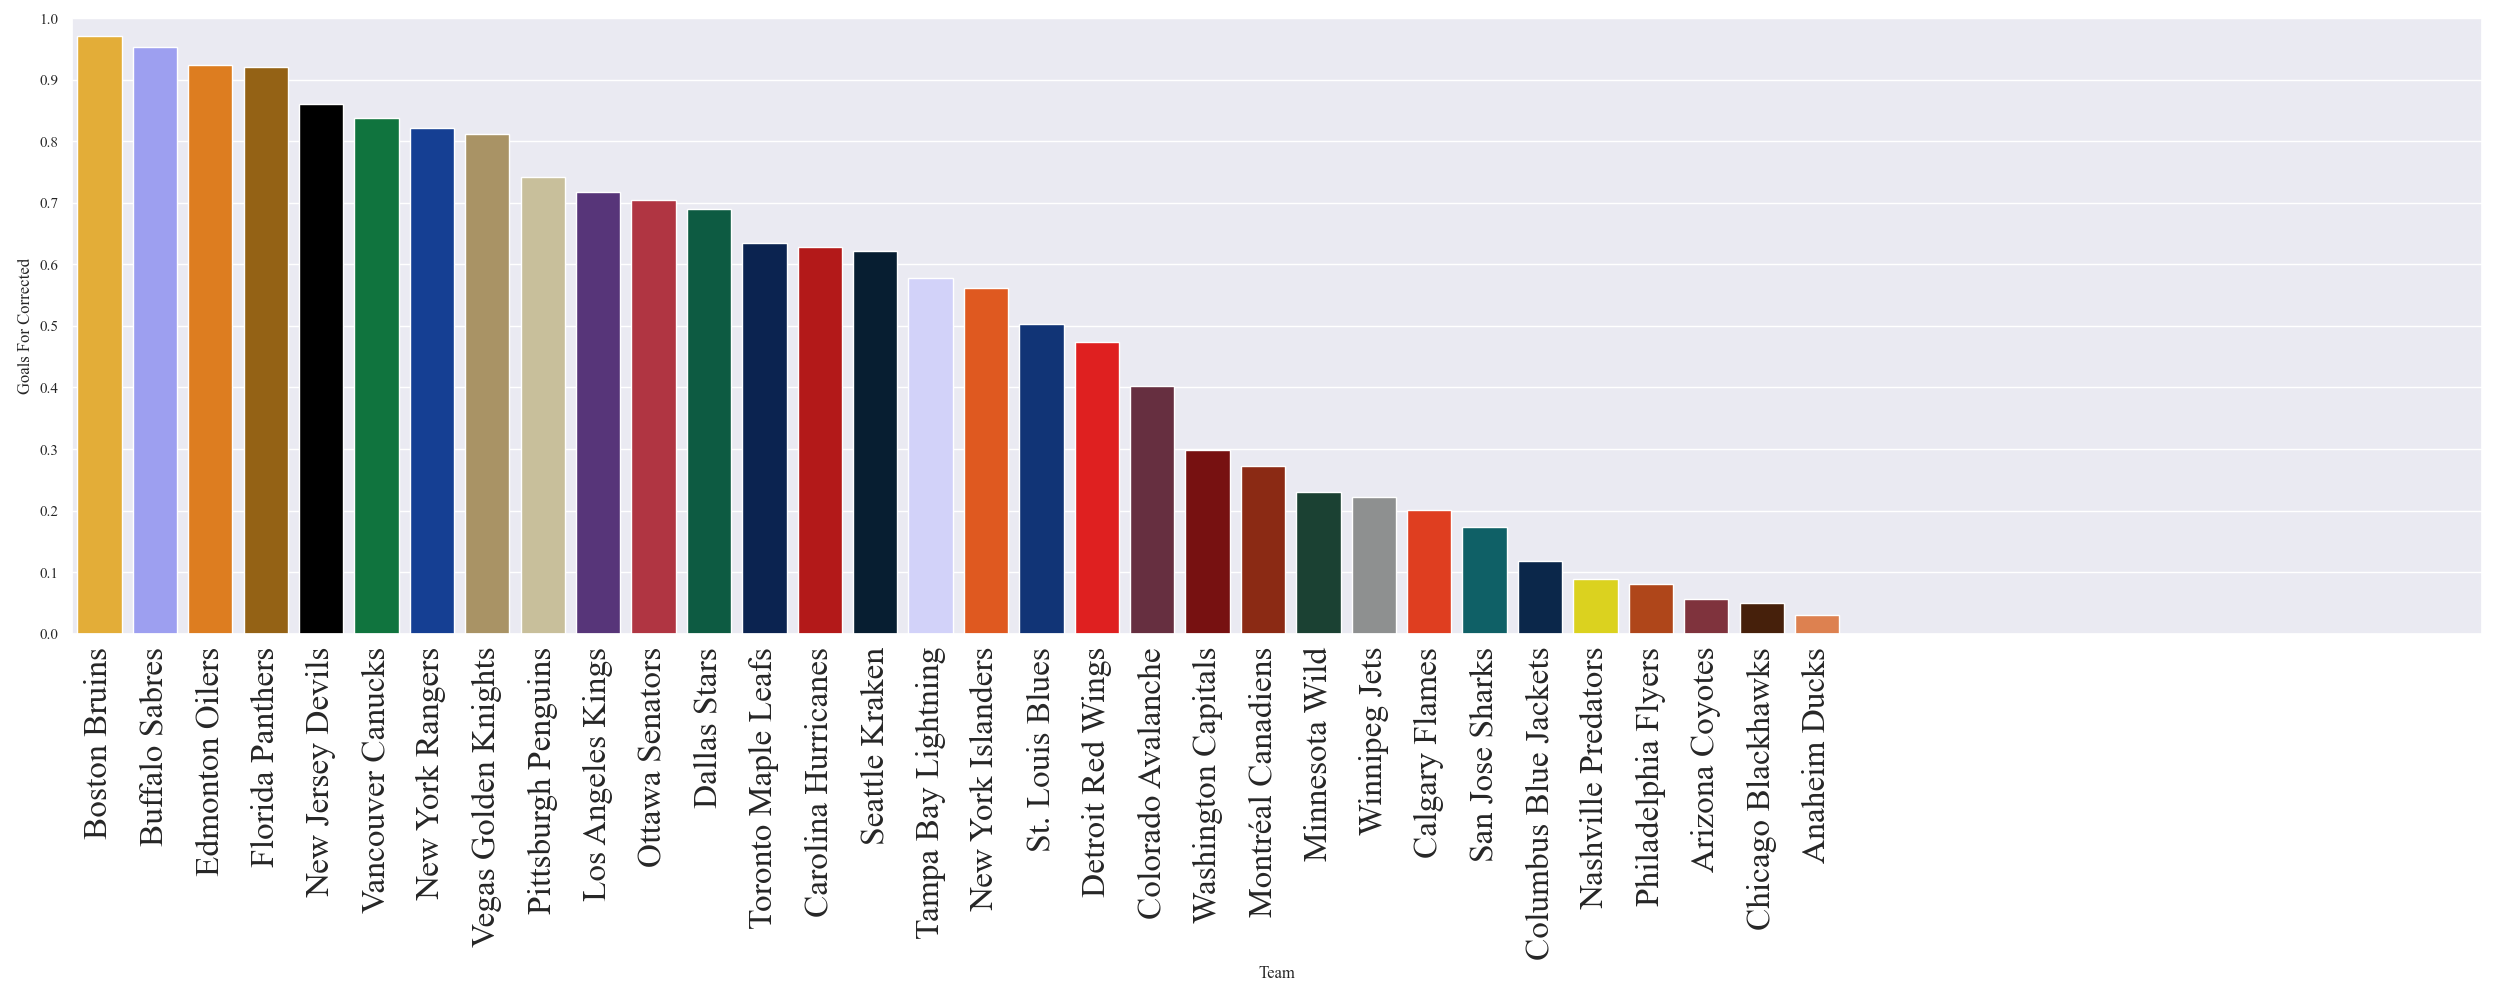 1.0
0.9
0.8
0.7
0.6
0.5
0.4
0.3
0.2
0.1
0.0
Goals For Corrected
Boston Bruins
Buffalo Sabres
Edmonton Oilers
Florida Panthers
New Jersey Devils
Vancouver Canucks
New York Rangers
Vegas Golden Knights
Pittsburgh Penguins
Los Angeles Kings
Ottawa Senators
Dallas Stars
Toronto Maple Leafs
Carolina Hurricanes
Seattle Kraken
Tampa Bay Lightning
New York Islanders
St. Louis Blues
Detroit Red Wings
Colorado Avalanche
Washington Capitals
Montréal Canadiens
Minnesota Wild
Winnipeg Jets
Calgary Flames
San Jose Sharks
Columbus Blue Jackets
Nashville Predators
Philadelphia Flyers
Arizona Coyotes
Chicago Blackhawks
Anaheim Ducks
Team